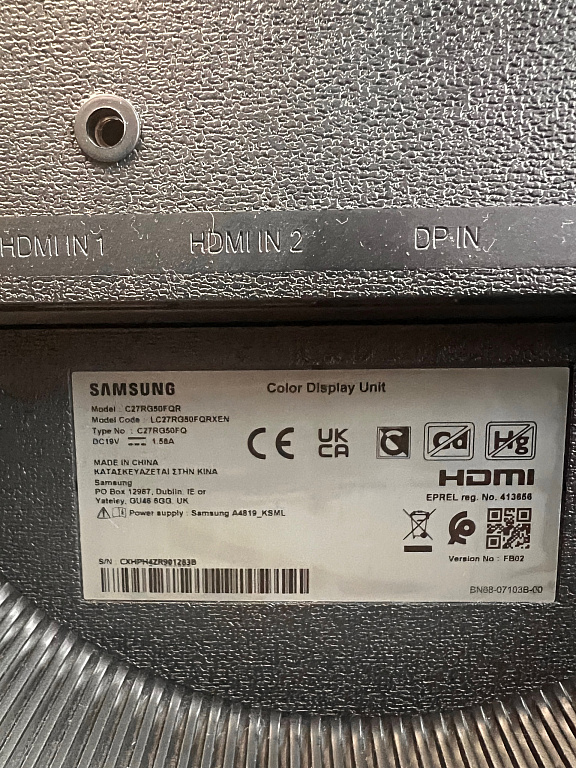 HDMI IN 1 HDMI IN 2 DP IN
SAMSUNG Color Display Unit
Model : C27RG50FQR
Model Code : LC27RG50FQRXEN
Type No : C27RG50FQ
DC19V 1.58A
CE UK CA C Cd Hg
MADE IN CHINA
ΚΑΤΑΣΚΕΥΑΖΕΤΑΙ ΣΤΗΝ ΚΙΝΑ
Samsung
PO Box 12987, Dublin. IE or
Yateley, GU46 6GG. UK
Power supply : Samsung A4819_KSML
HDMI
EPREL reg. No. 413656
Version No : FB02
S/N : CXHPH4ZR901283B
BN68-07103B-00